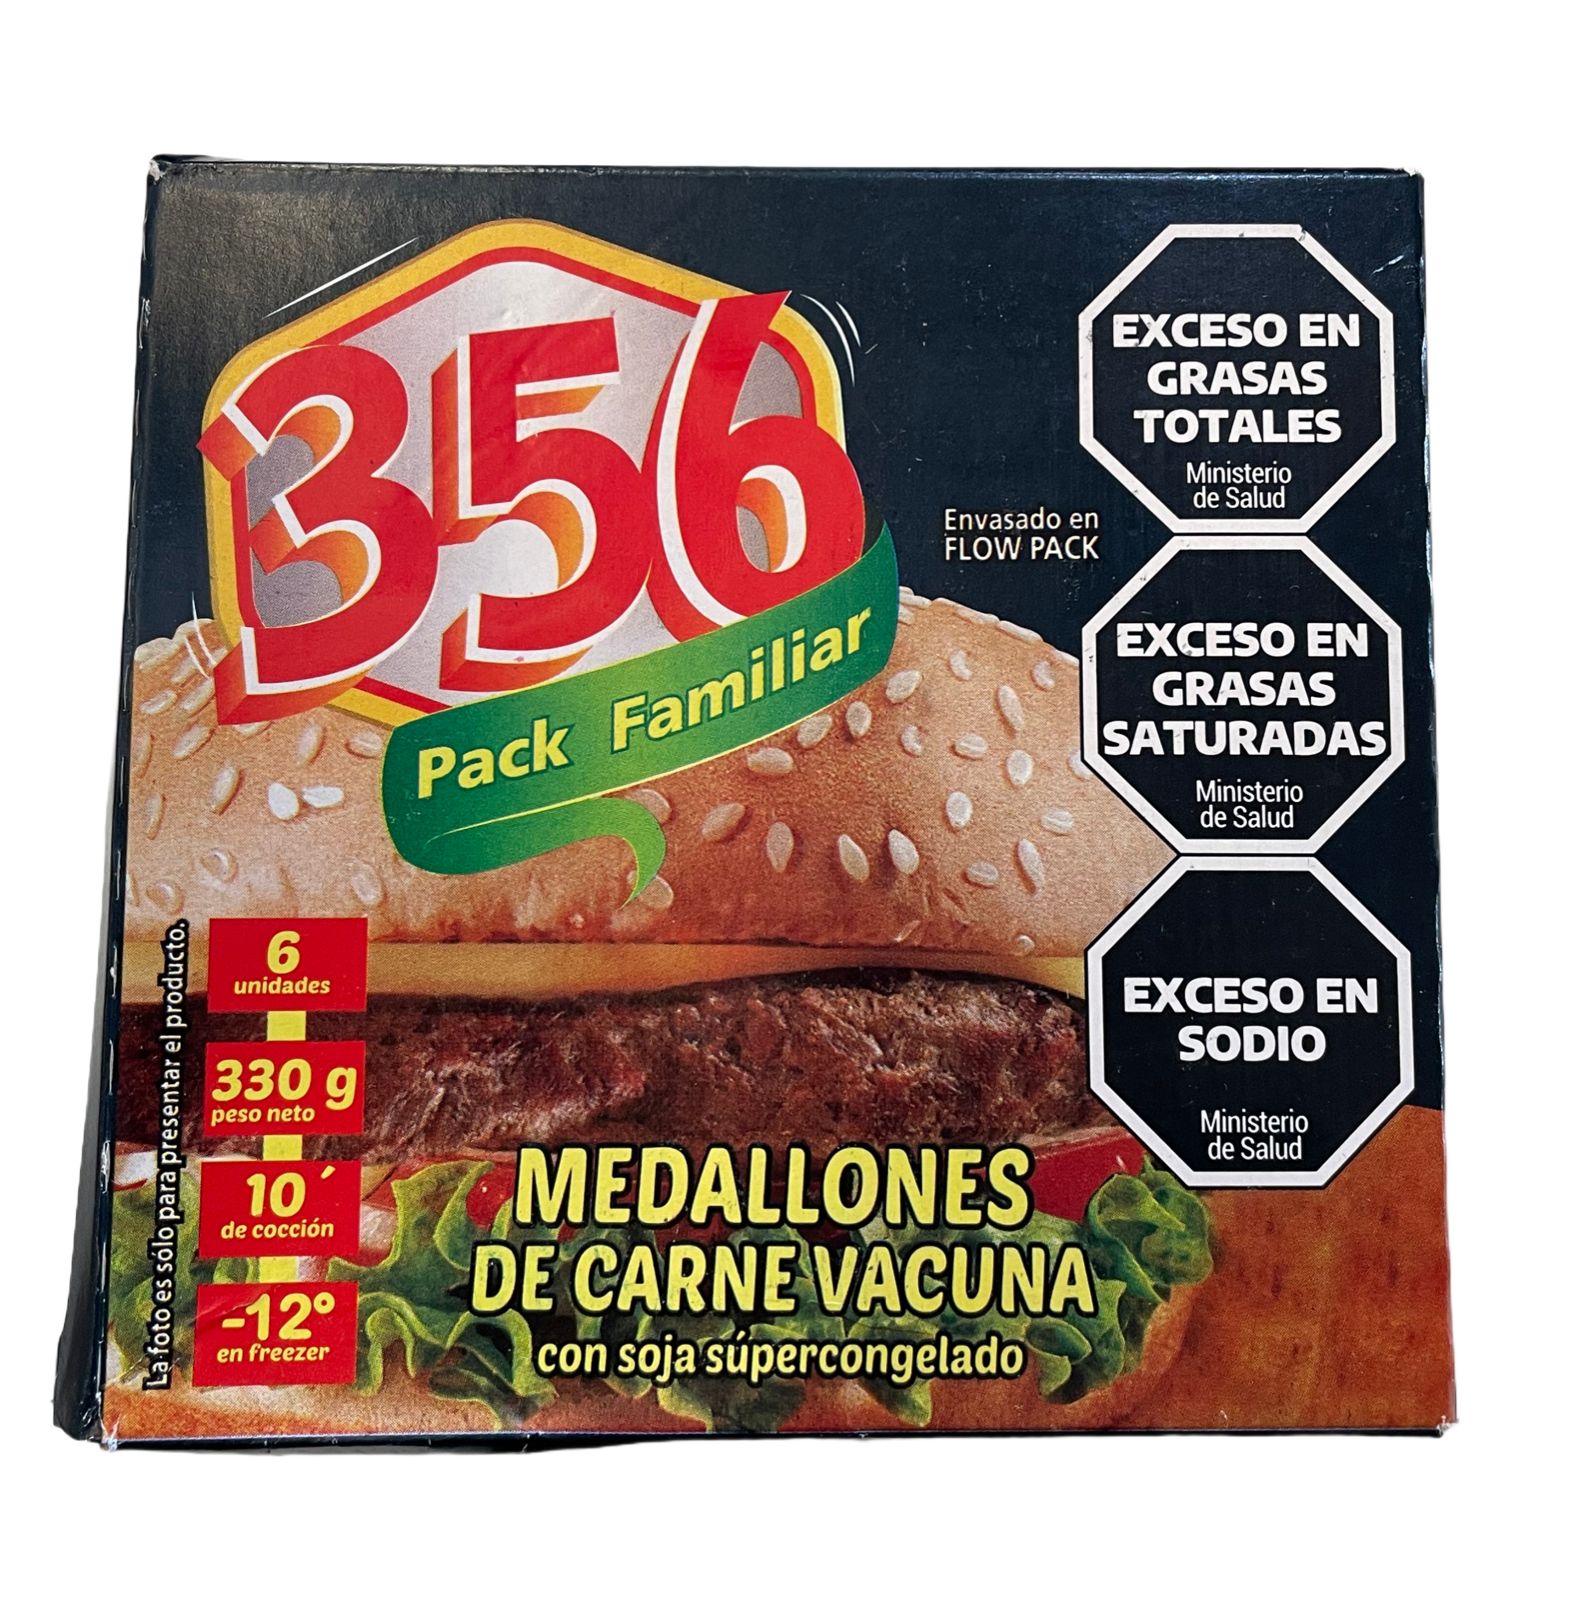 356
Pack Familiar
Envasado en
FLOW PACK
EXCESO EN
GRASAS
TOTALES
Ministerio
de Salud
EXCESO EN
GRASAS
SATURADAS
Ministerio
de Salud
EXCESO EN
SODIO
Ministerio
de Salud
6
unidades
330 g
peso neto
10´
de cocción
-12°
en freezer
La foto es sólo para presentar el producto.
MEDALLONES
DE CARNE VACUNA
con soja súpercongelado